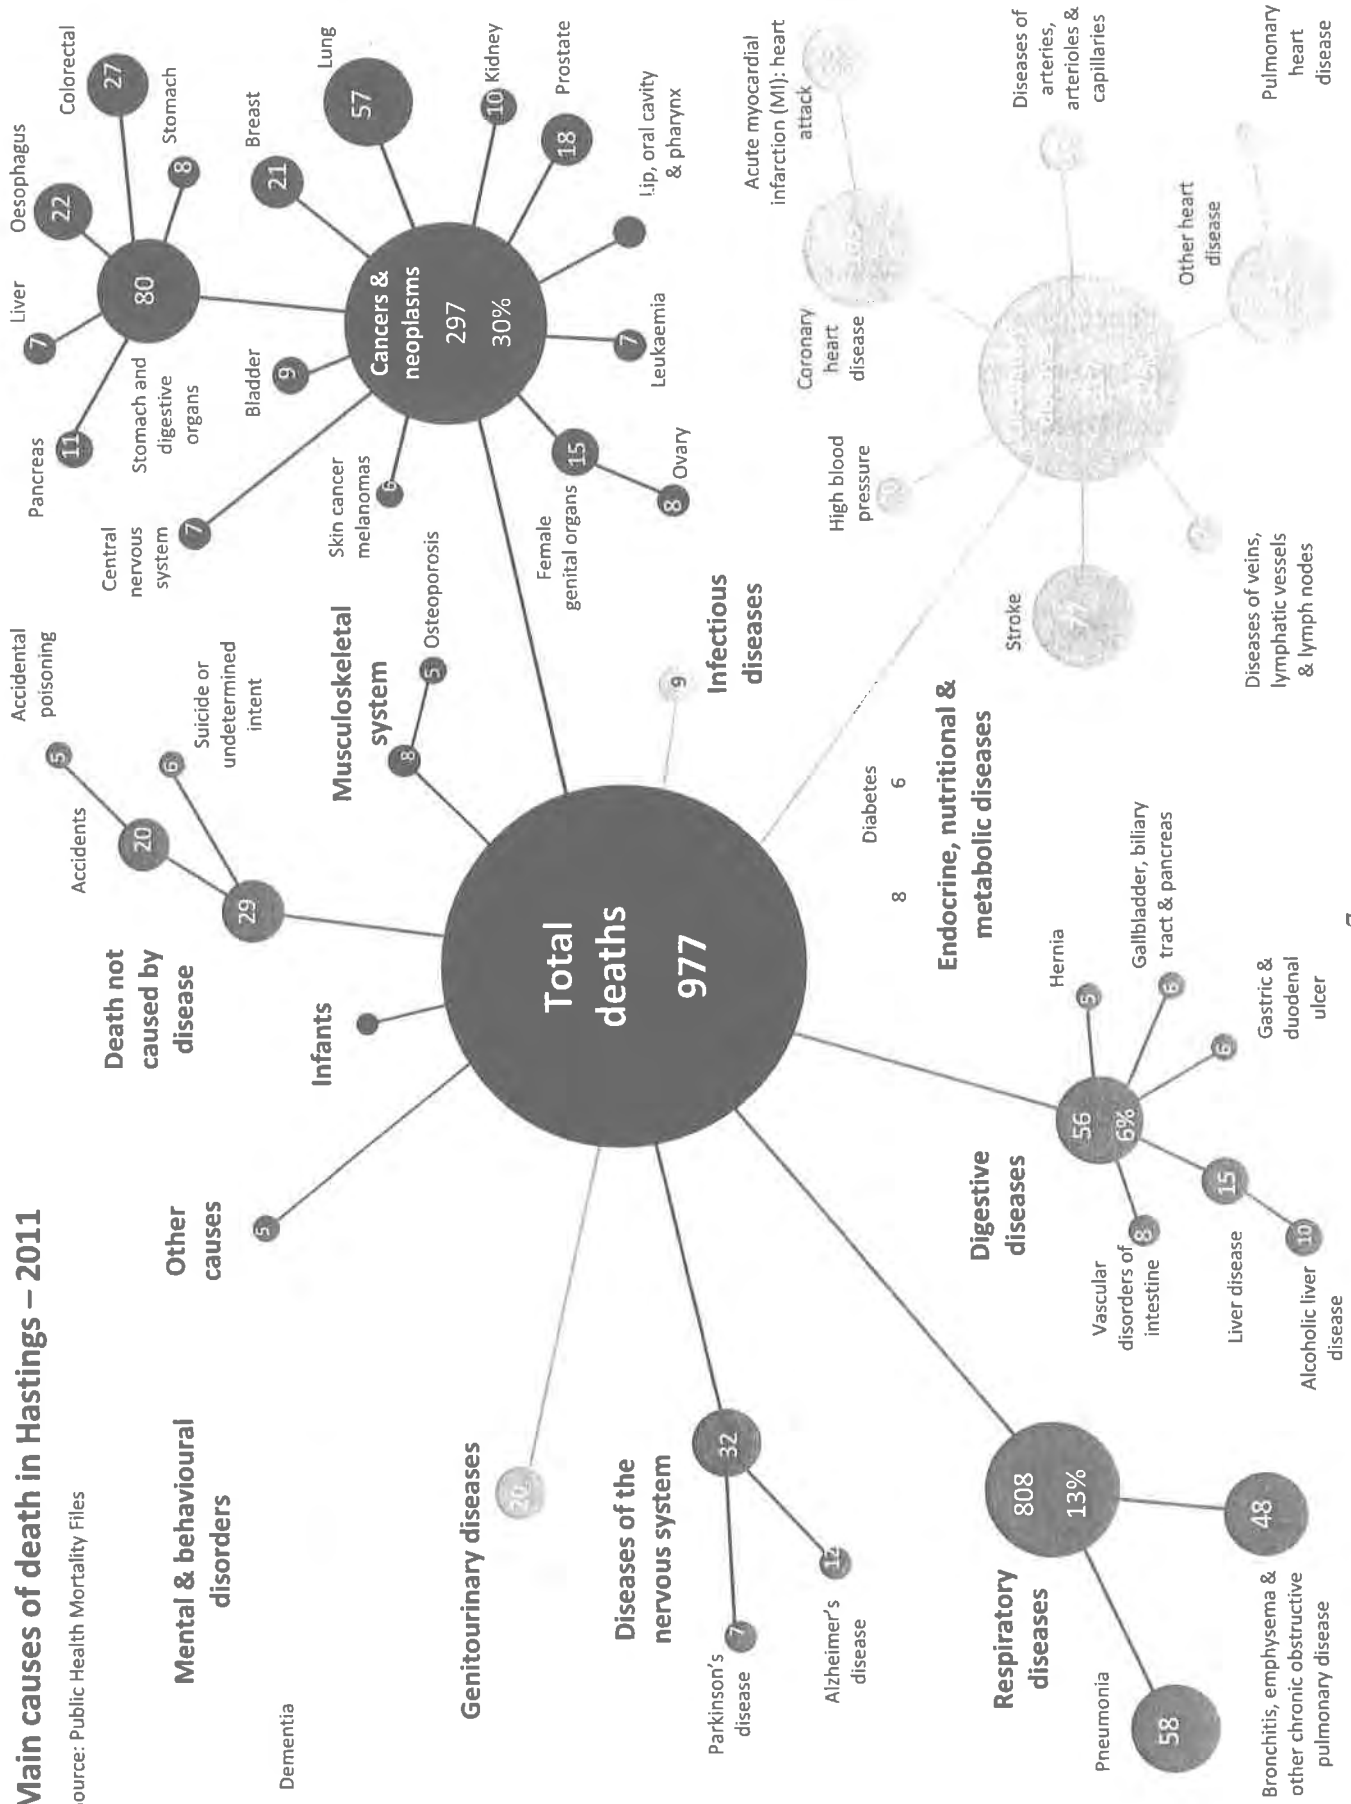 Main causes of death in Hastings – 2011
ource: Public Health Mortality Files
Mental & behavioural
disorders
Dementia
Other
causes
5
Infants
Death not
caused by
disease
29
Accidents
20
Accidental
poisoning
5
Suicide or
undetermined
intent
6
Musculoskeletal
system
8
Osteoporosis
5
Cancers &
neoplasms
297
30%
Central
nervous
system
7
Stomach and
digestive
organs
80
Pancreas
11
Liver
7
Oesophagus
22
Colorectal
27
Stomach
8
Bladder
9
Breast
21
Lung
57
Kidney
10
Prostate
18
Lip, oral cavity
& pharynx
Leukaemia
7
Skin cancer
melanomas
6
Female
genital organs
15
Ovary
8
Infectious
diseases
9
Total
deaths
977
Genitourinary diseases
20
Diseases of the
nervous system
32
Parkinson's
disease
7
Alzheimer's
disease
Respiratory
diseases
808
13%
Pneumonia
58
48
Bronchitis, emphysema &
other chronic obstructive
pulmonary disease
Digestive
diseases
56
6%
Vascular
disorders of
intestine
8
Liver disease
15
Alcoholic liver
disease
10
Hernia
5
Gallbladder, biliary
tract & pancreas
6
Gastric &
duodenal
ulcer
6
Diabetes
8 6
Endocrine, nutritional &
metabolic diseases
Stroke
77
High blood
pressure
Coronary
heart
disease
Acute myocardial
infarction (MI): heart
attack
Diseases of
arteries,
arterioles &
capillaries
Other heart
disease
Pulmonary
heart
disease
Diseases of veins,
lymphatic vessels
& lymph nodes
7